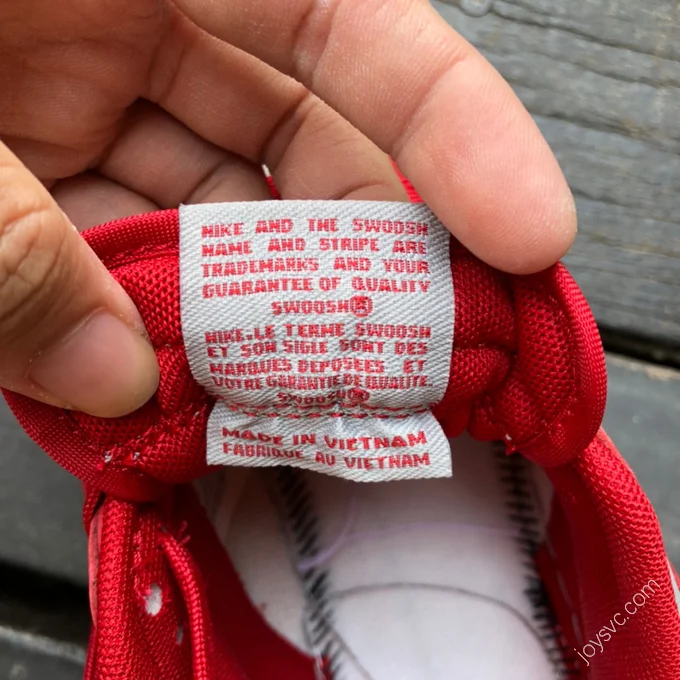 NIKE AND THE SWOOSH
NAME AND STRIPE ARE
TRADEMARKS AND YOUR
GUARANTEE OF QUALITY
SWOOSH®
NIKE.LE TERME SWOOSH
ET SON SIGLE SONT DES
MARQUES DEPOSEES ET
VOTRE GARANTIE DE QUALITE.
SWOOSH®
MADE IN VIETNAM
FABRIQUE AU VIETNAM
joysvc.com